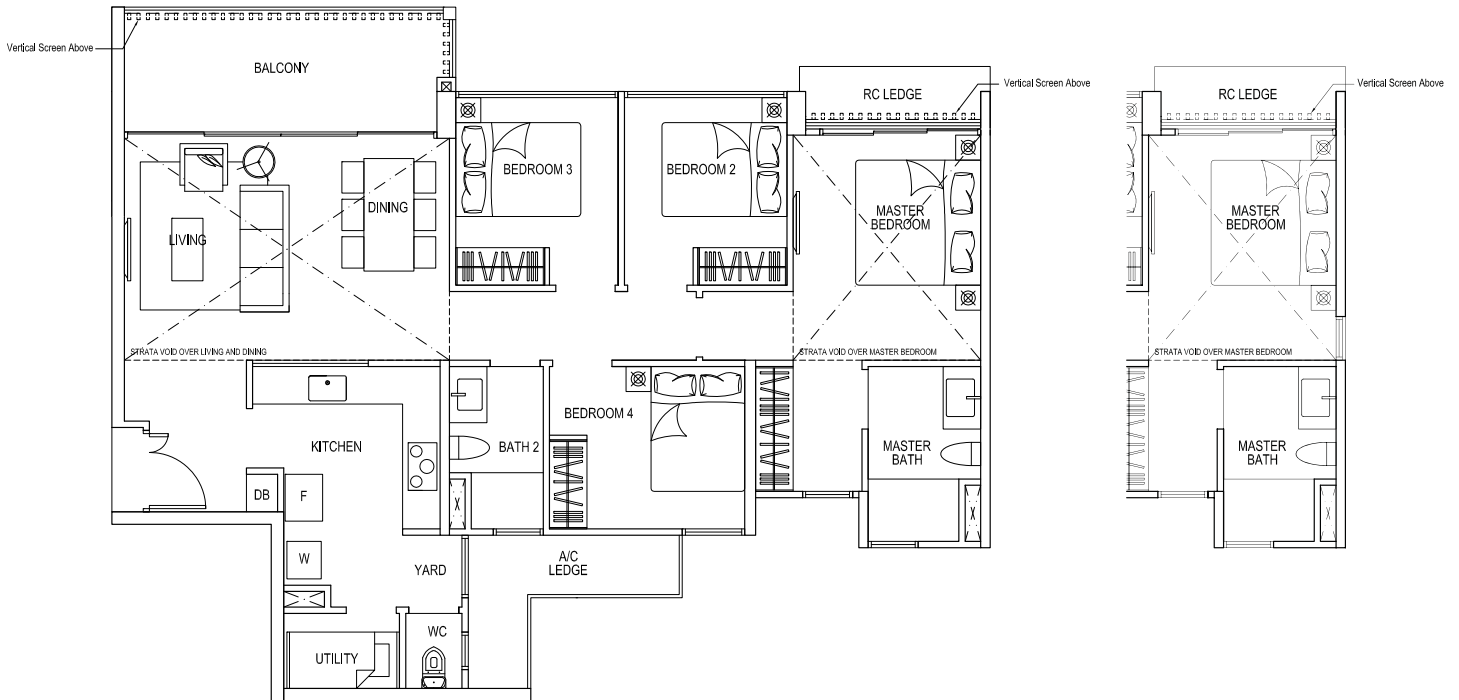 Vertical Screen Above
BALCONY
RC LEDGE
Vertical Screen Above
RC LEDGE
Vertical Screen Above
BEDROOM 3
BEDROOM 2
LIVING
DINING
MASTER
BEDROOM
MASTER
BEDROOM
STRATA VOID OVER LIVING AND DINING
STRATA VOID OVER MASTER BEDROOM
STRATA VOID OVER MASTER BEDROOM
KITCHEN
BATH 2
BEDROOM 4
MASTER
BATH
MASTER
BATH
DB
F
W
YARD
A/C
LEDGE
UTILITY
WC